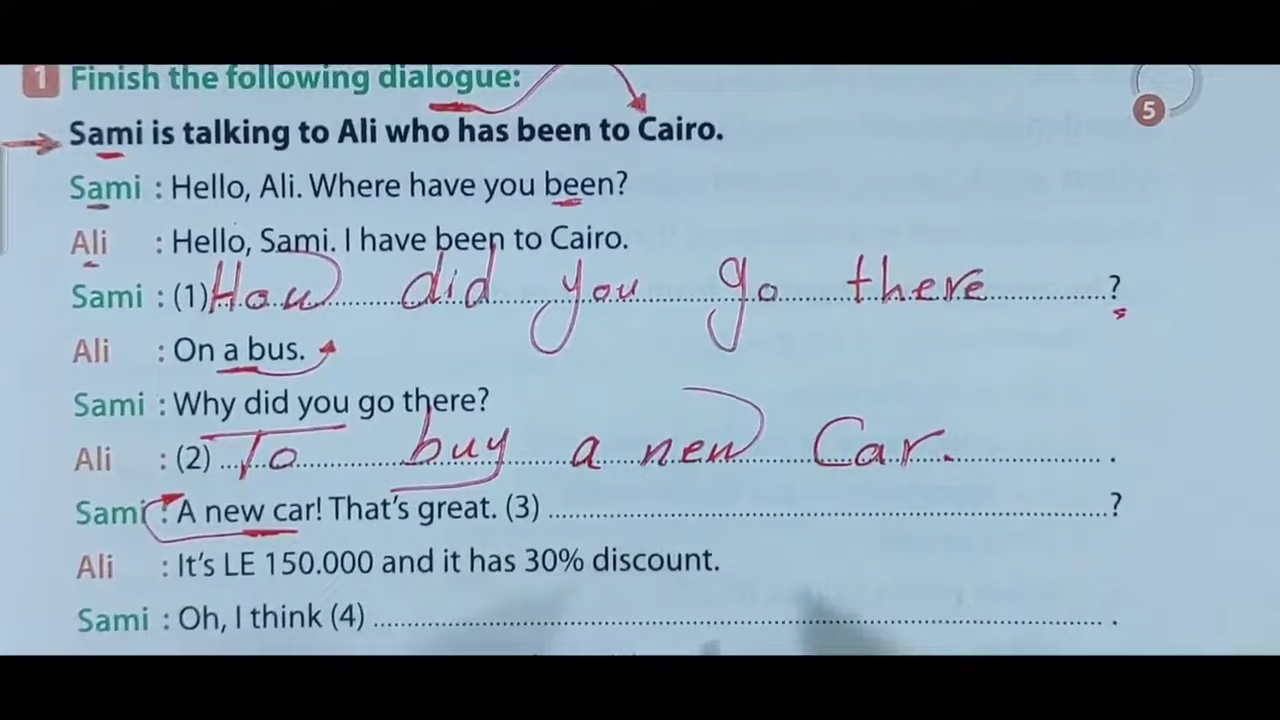 1 Finish the following dialogue:
5
Sami is talking to Ali who has been to Cairo.
Sami : Hello, Ali. Where have you been?
Ali : Hello, Sami. I have been to Cairo.
Sami : (1) How did you go there ?
Ali : On a bus.
Sami : Why did you go there?
Ali : (2) To buy a new Car. .
Sami : A new car! That's great. (3) ?
Ali : It's LE 150.000 and it has 30% discount.
Sami : Oh, I think (4) .